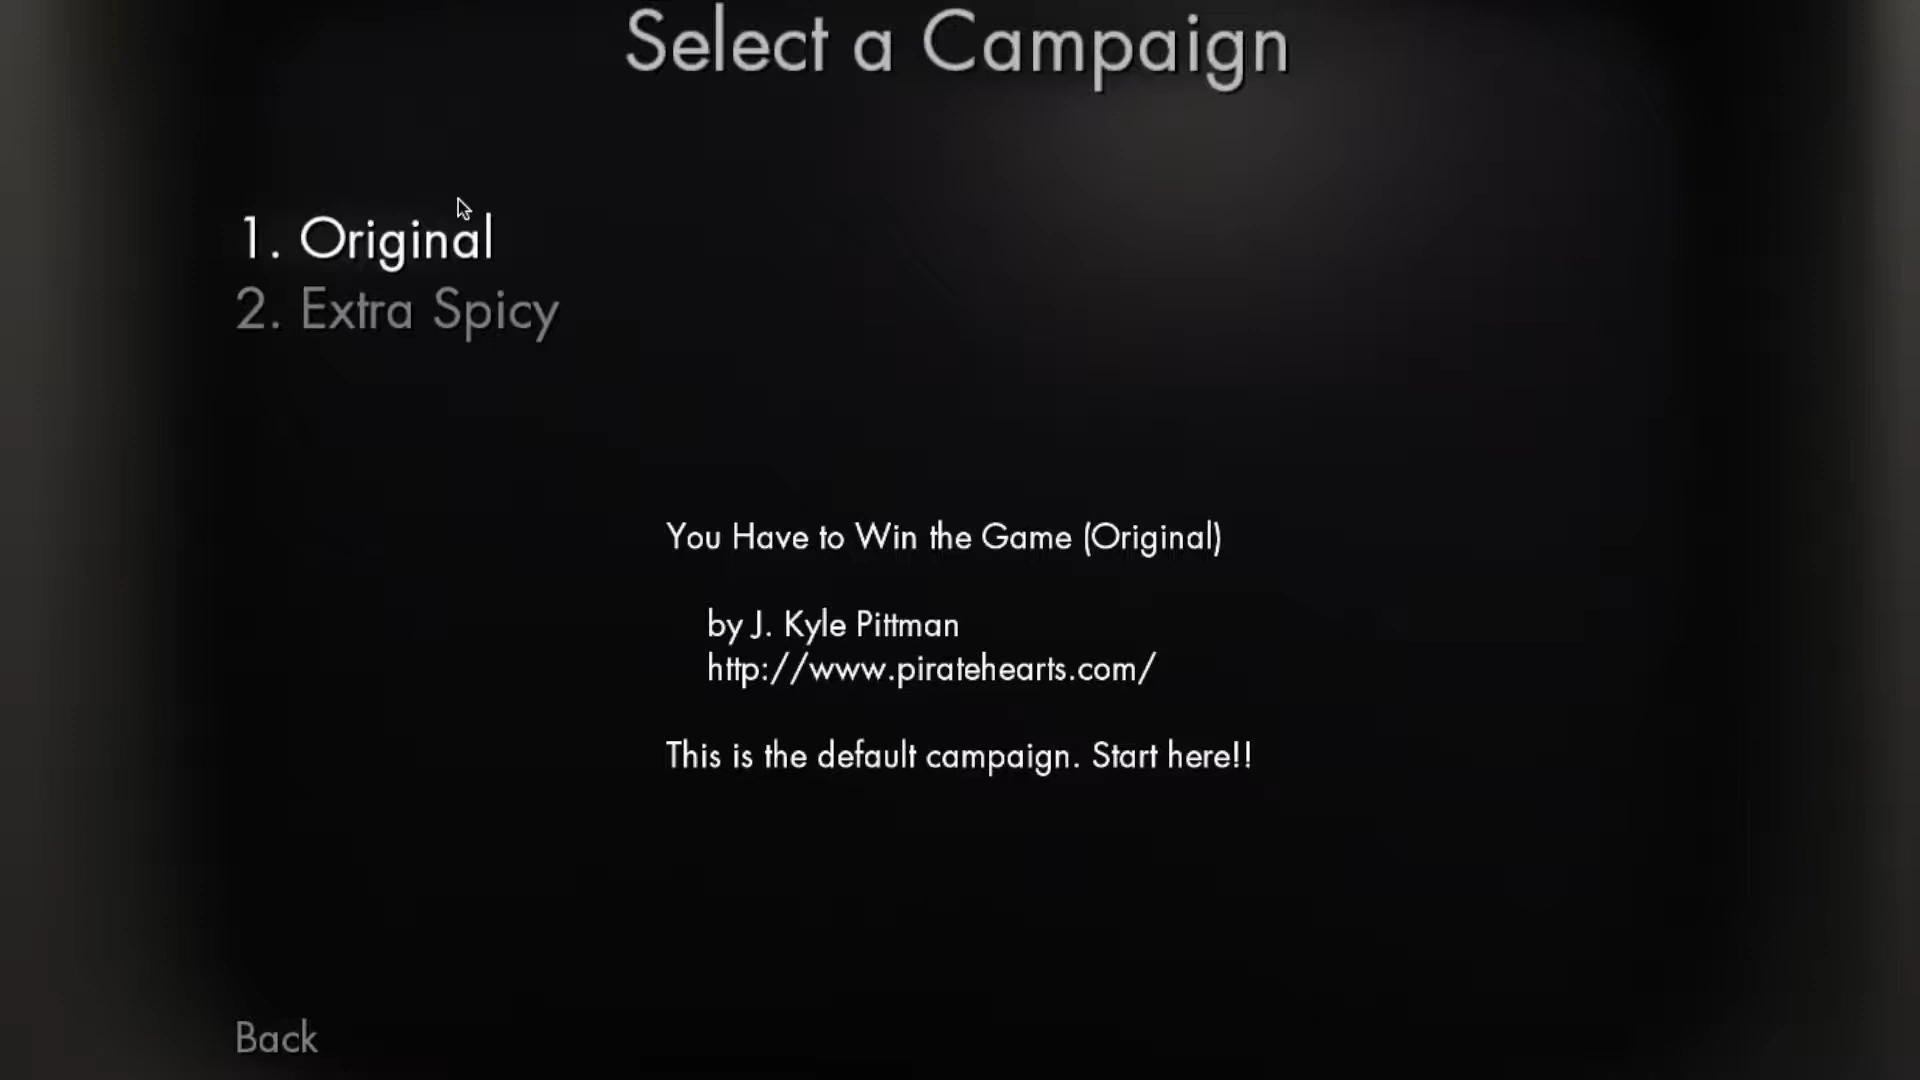 Select a Campaign
1. Original
2. Extra Spicy
You Have to Win the Game (Original)
by J. Kyle Pittman
http://www.piratehearts.com/
This is the default campaign. Start here!!
Back